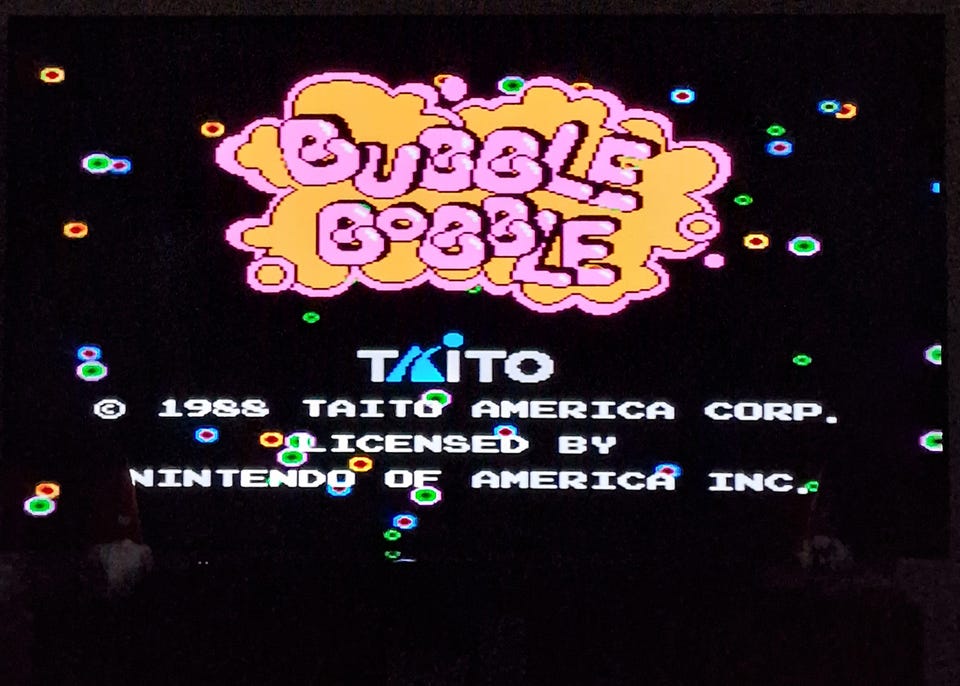 BUBBLE
BOBBLE
TAITO
© 1988 TAITO AMERICA CORP.
LICENSED BY
NINTENDO OF AMERICA INC.